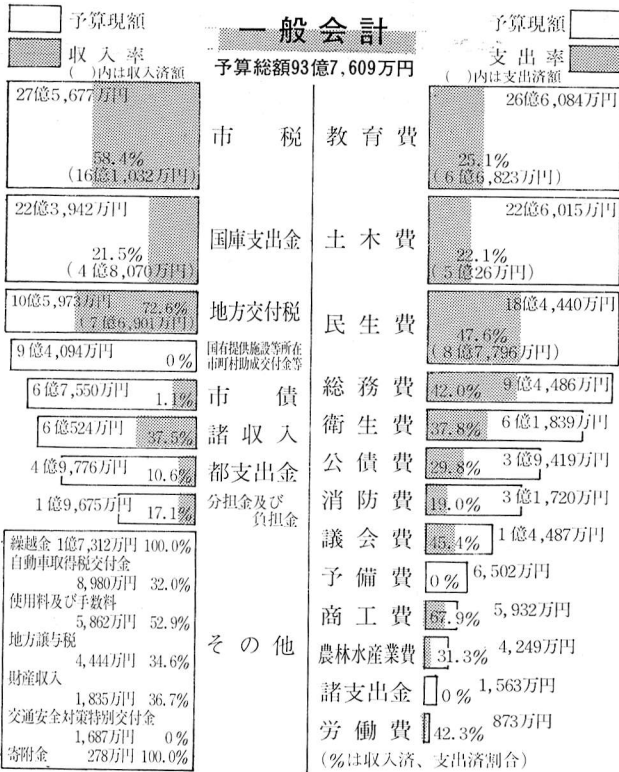 一般会計
予算総額93億7,609万円
予算現額
収入率
( )内は収入済額
予算現額
支出率
( )内は支出済額
27億5,677万円
58.4%
(16億1,032万円)
市税
22億3,942万円
21.5%
(4億8,070万円)
国庫支出金
10億5,973万円 72.6%
(7億6,901万円)
地方交付税
9億4,094万円 0%
国有提供施設等所在
市町村助成交付金等
6億7,550万円 1.1%
市債
6億524万円 37.5%
諸収入
4億9,776万円 10.6%
都支出金
1億9,675万円 17.1%
分担金及び
負担金
繰越金 1億7,312万円 100.0%
自動車取得税交付金
8,980万円 32.0%
使用料及び手数料
5,862万円 52.9%
地方譲与税
4,444万円 34.6%
財産収入
1,835万円 36.7%
交通安全対策特別交付金
1,687万円 0%
寄附金 278万円 100.0%
その他
教育費
26億6,084万円
25.1%
(6億6,823万円)
土木費
22億6,015万円
22.1%
(5億26万円)
民生費
18億4,440万円
47.6%
(8億7,796万円)
総務費 42.0% 9億4,486万円
衛生費 37.8% 6億1,839万円
公債費 29.8% 3億9,419万円
消防費 19.0% 3億1,720万円
議会費 45.4% 1億4,487万円
予備費 0% 6,502万円
商工費 67.9% 5,932万円
農林水産業費 31.3% 4,249万円
諸支出金 0% 1,563万円
労働費 42.3% 873万円
(%は収入済、支出済割合)